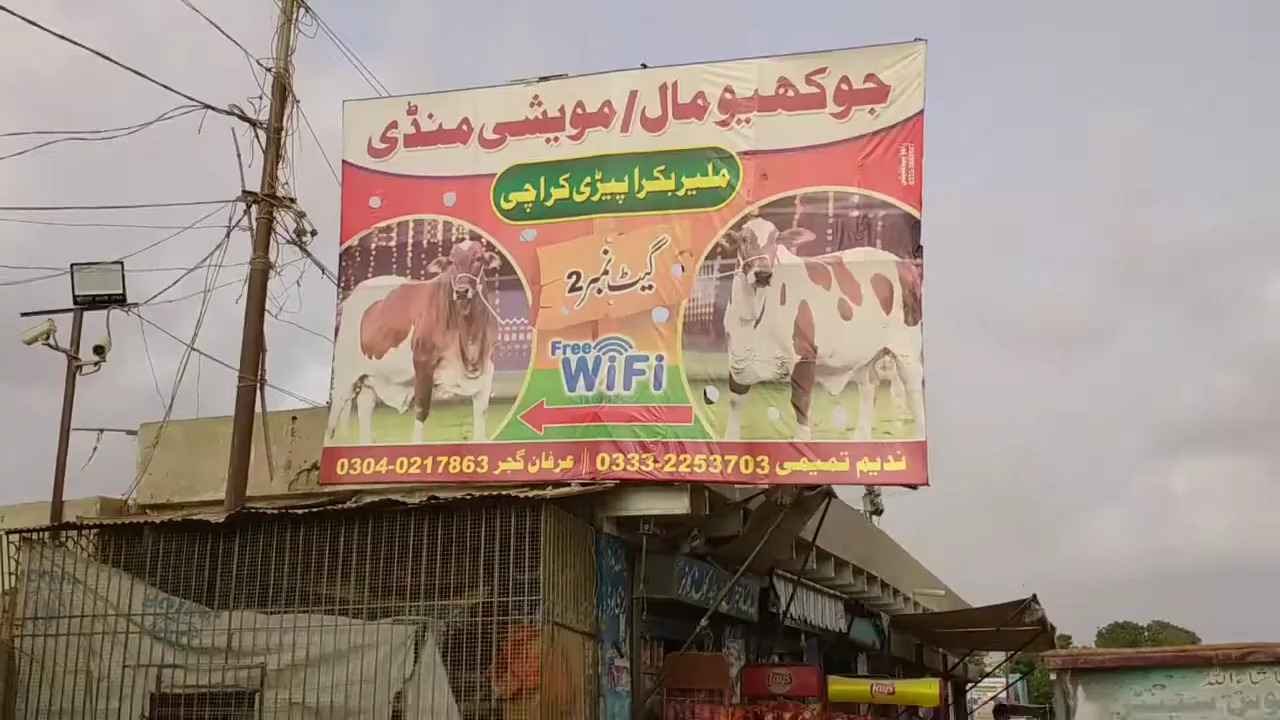 جوکھیو مال/مویشی منڈی
ملیر بکرا پیڑی کراچی
گیٹ نمبر 2
Free
WiFi
ندیم تمیمی 0333-2253703 || عرفان گجر 0304-0217863
Lay's
Lay's
ماشاءاللہ